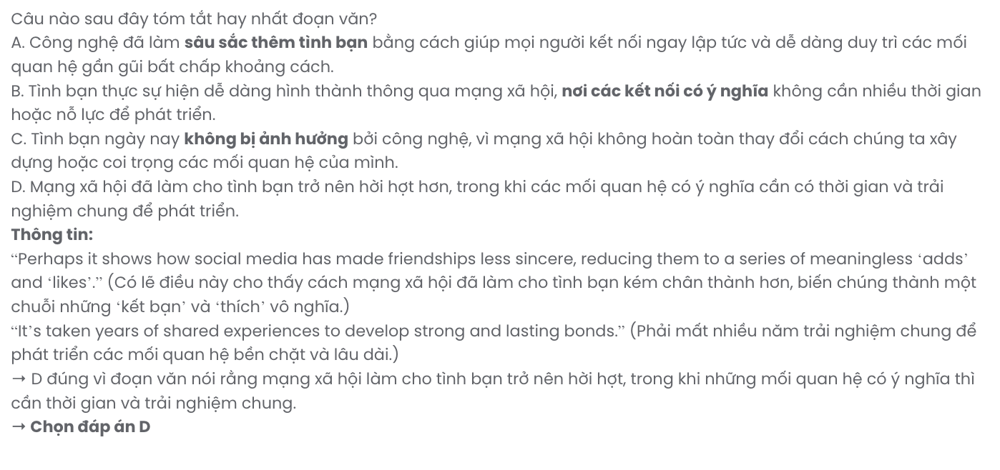 Câu nào sau đây tóm tắt hay nhất đoạn văn?
A. Công nghệ đã làm sâu sắc thêm tình bạn bằng cách giúp mọi người kết nối ngay lập tức và dễ dàng duy trì các mối
quan hệ gần gũi bất chấp khoảng cách.
B. Tình bạn thực sự hiện dễ dàng hình thành thông qua mạng xã hội, nơi các kết nối có ý nghĩa không cần nhiều thời gian
hoặc nỗ lực để phát triển.
C. Tình bạn ngày nay không bị ảnh hưởng bởi công nghệ, vì mạng xã hội không hoàn toàn thay đổi cách chúng ta xây
dựng hoặc coi trọng các mối quan hệ của mình.
D. Mạng xã hội đã làm cho tình bạn trở nên hời hợt hơn, trong khi các mối quan hệ có ý nghĩa cần có thời gian và trải
nghiệm chung để phát triển.
Thông tin:
“Perhaps it shows how social media has made friendships less sincere, reducing them to a series of meaningless ‘adds’
and ‘likes’.” (Có lẽ điều này cho thấy cách mạng xã hội đã làm cho tình bạn kém chân thành hơn, biến chúng thành một
chuỗi những ‘kết bạn’ và ‘thích’ vô nghĩa.)
“It’s taken years of shared experiences to develop strong and lasting bonds.” (Phải mất nhiều năm trải nghiệm chung để
phát triển các mối quan hệ bền chặt và lâu dài.)
→ D đúng vì đoạn văn nói rằng mạng xã hội làm cho tình bạn trở nên hời hợt, trong khi những mối quan hệ có ý nghĩa thì
cần thời gian và trải nghiệm chung.
→ Chọn đáp án D